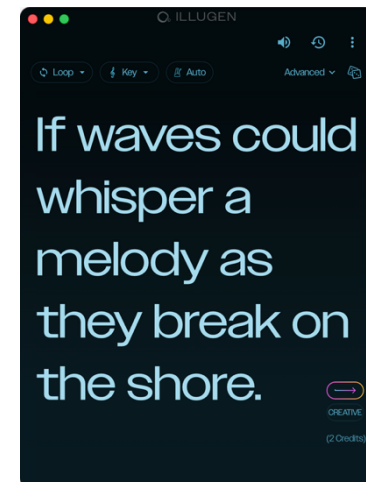 ILLUGEN
Loop Key Auto Advanced
If waves could
whisper a
melody as
they break on
the shore.
CREATIVE
(2 Credits)